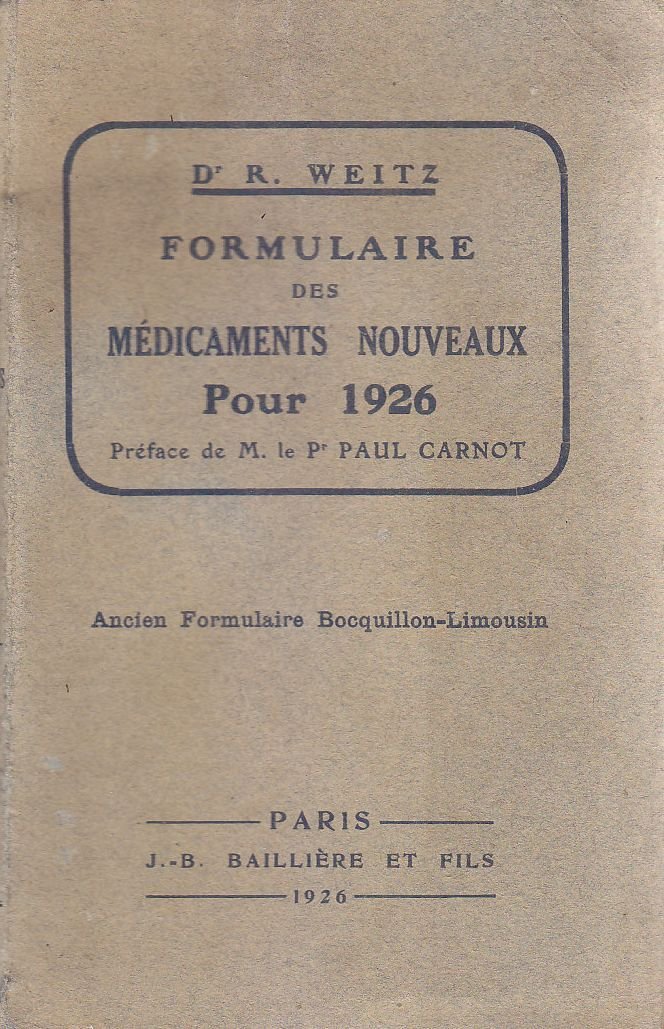 Dr R. WEITZ
FORMULAIRE
DES
MÉDICAMENTS NOUVEAUX
Pour 1926
Préface de M. le Pr PAUL CARNOT
Ancien Formulaire Bocquillon-Limousin
PARIS
J.-B. BAILLIÈRE ET FILS
1926